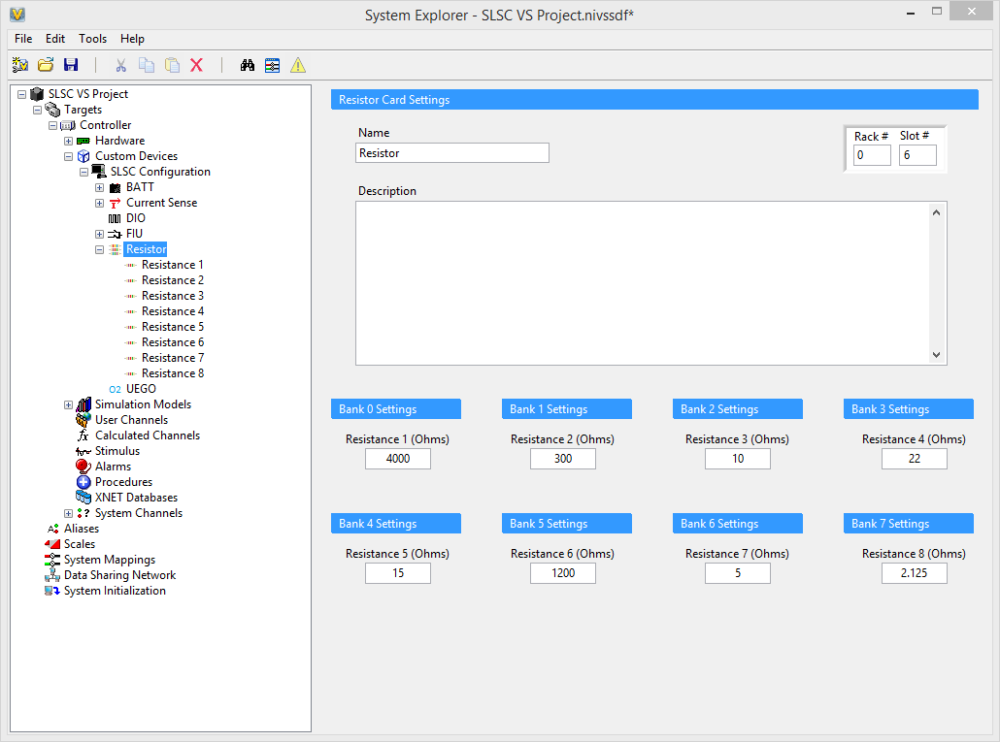 System Explorer - SLSC VS Project.nivssdf*
File Edit Tools Help
SLSC VS Project
Targets
Controller
Hardware
Custom Devices
SLSC Configuration
BATT
Current Sense
DIO
FIU
Resistor
Resistance 1
Resistance 2
Resistance 3
Resistance 4
Resistance 5
Resistance 6
Resistance 7
Resistance 8
O2 UEGO
Simulation Models
User Channels
fx Calculated Channels
Stimulus
Alarms
Procedures
XNET Databases
? System Channels
A Aliases
Scales
System Mappings
Data Sharing Network
System Initialization
Resistor Card Settings
Name
Resistor
Rack # Slot #
0 6
Description
Bank 0 Settings Bank 1 Settings Bank 2 Settings Bank 3 Settings
Resistance 1 (Ohms) Resistance 2 (Ohms) Resistance 3 (Ohms) Resistance 4 (Ohms)
4000 300 10 22
Bank 4 Settings Bank 5 Settings Bank 6 Settings Bank 7 Settings
Resistance 5 (Ohms) Resistance 6 (Ohms) Resistance 7 (Ohms) Resistance 8 (Ohms)
15 1200 5 2.125